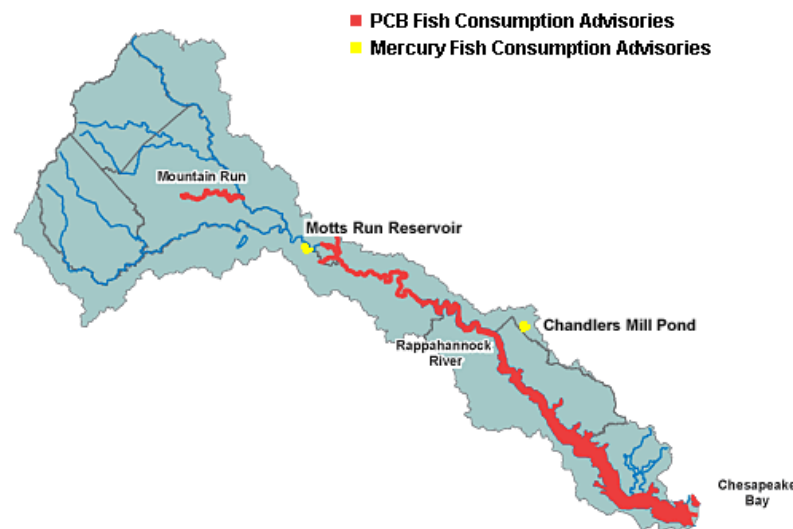 PCB Fish Consumption Advisories
Mercury Fish Consumption Advisories
Mountain Run
Motts Run Reservoir
Chandlers Mill Pond
Rappahannock
River
Chesapeake
Bay